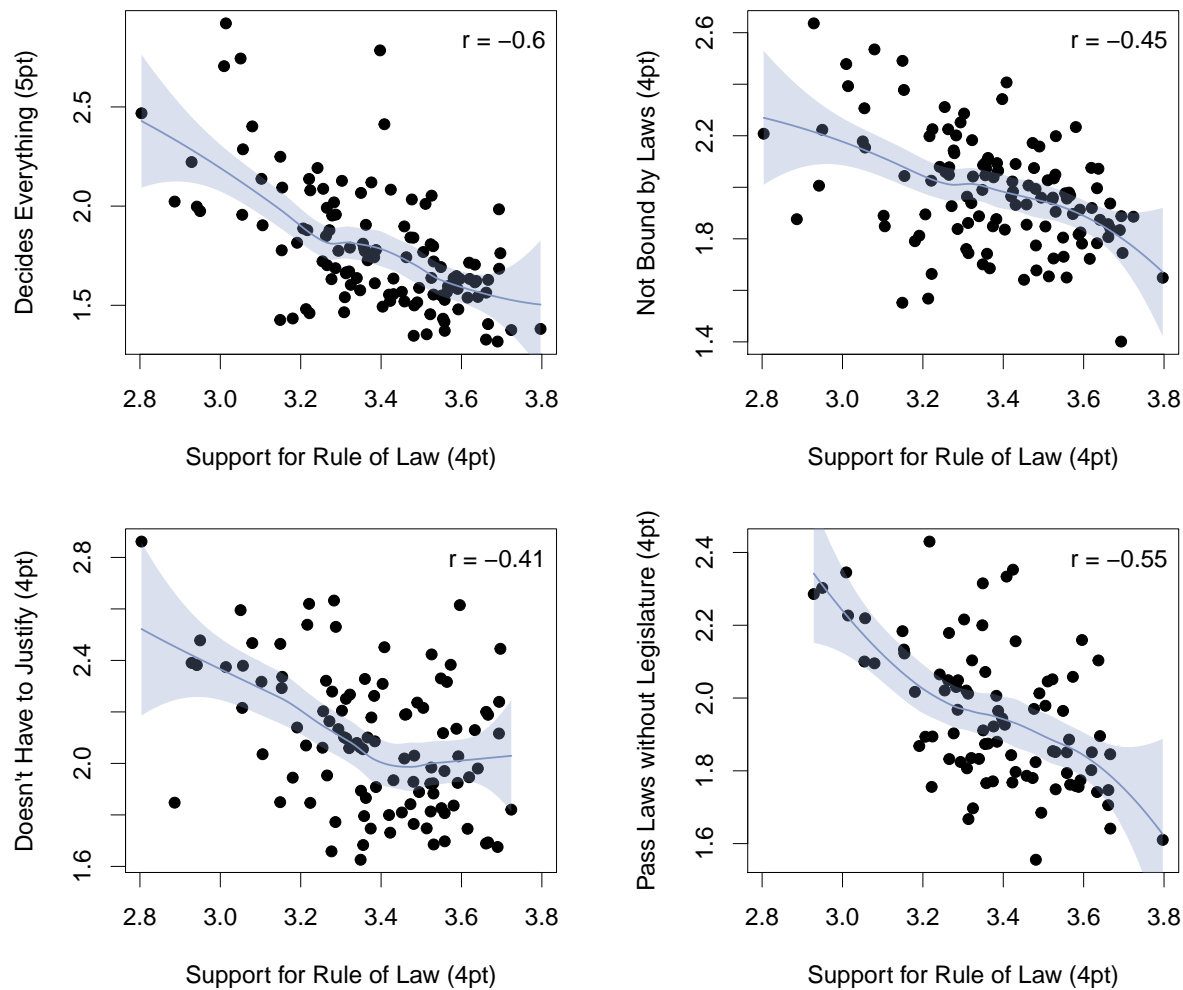 Decides Everything (5pt)
2.5
2.0
1.5
r = −0.6
2.8 3.0 3.2 3.4 3.6 3.8
Support for Rule of Law (4pt)
Not Bound by Laws (4pt)
2.6
2.2
1.8
1.4
r = −0.45
2.8 3.0 3.2 3.4 3.6 3.8
Support for Rule of Law (4pt)
Doesn't Have to Justify (4pt)
2.8
2.4
2.0
1.6
r = −0.41
2.8 3.0 3.2 3.4 3.6 3.8
Support for Rule of Law (4pt)
Pass Laws without Legislature (4pt)
2.4
2.2
2.0
1.8
1.6
r = −0.55
2.8 3.0 3.2 3.4 3.6 3.8
Support for Rule of Law (4pt)